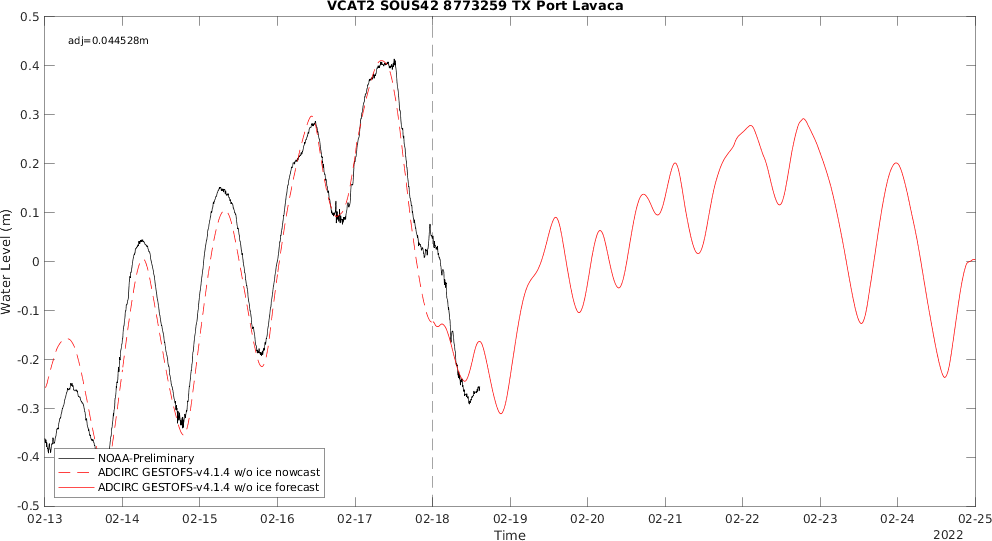 VCAT2 SOUS42 8773259 TX Port Lavaca
adj=0.044528m
0.5
0.4
0.3
0.2
0.1
0
-0.1
-0.2
-0.3
-0.4
-0.5
Water Level (m)
NOAA-Preliminary
ADCIRC GESTOFS-v4.1.4 w/o ice nowcast
ADCIRC GESTOFS-v4.1.4 w/o ice forecast
02-13 02-14 02-15 02-16 02-17 02-18 02-19 02-20 02-21 02-22 02-23 02-24 02-25
Time
2022